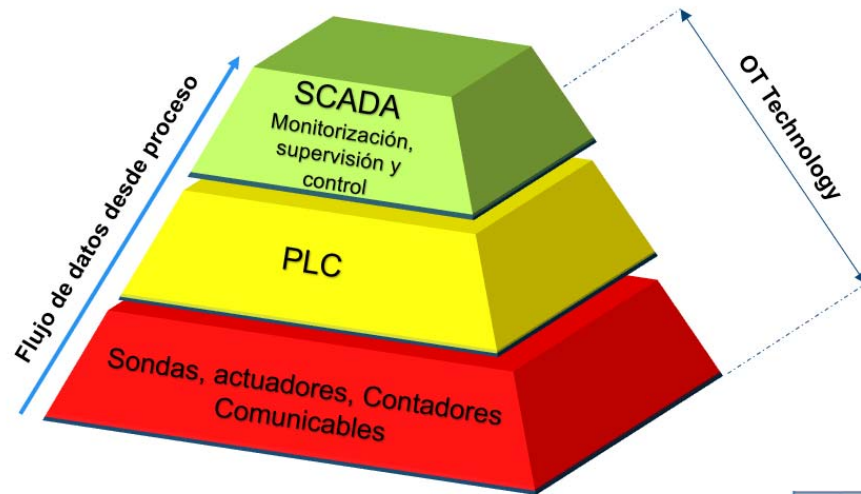 SCADA
Monitorización,
supervisión y
control
PLC
Sondas, actuadores, Contadores
Comunicables
Flujo de datos desde proceso
OT Technology